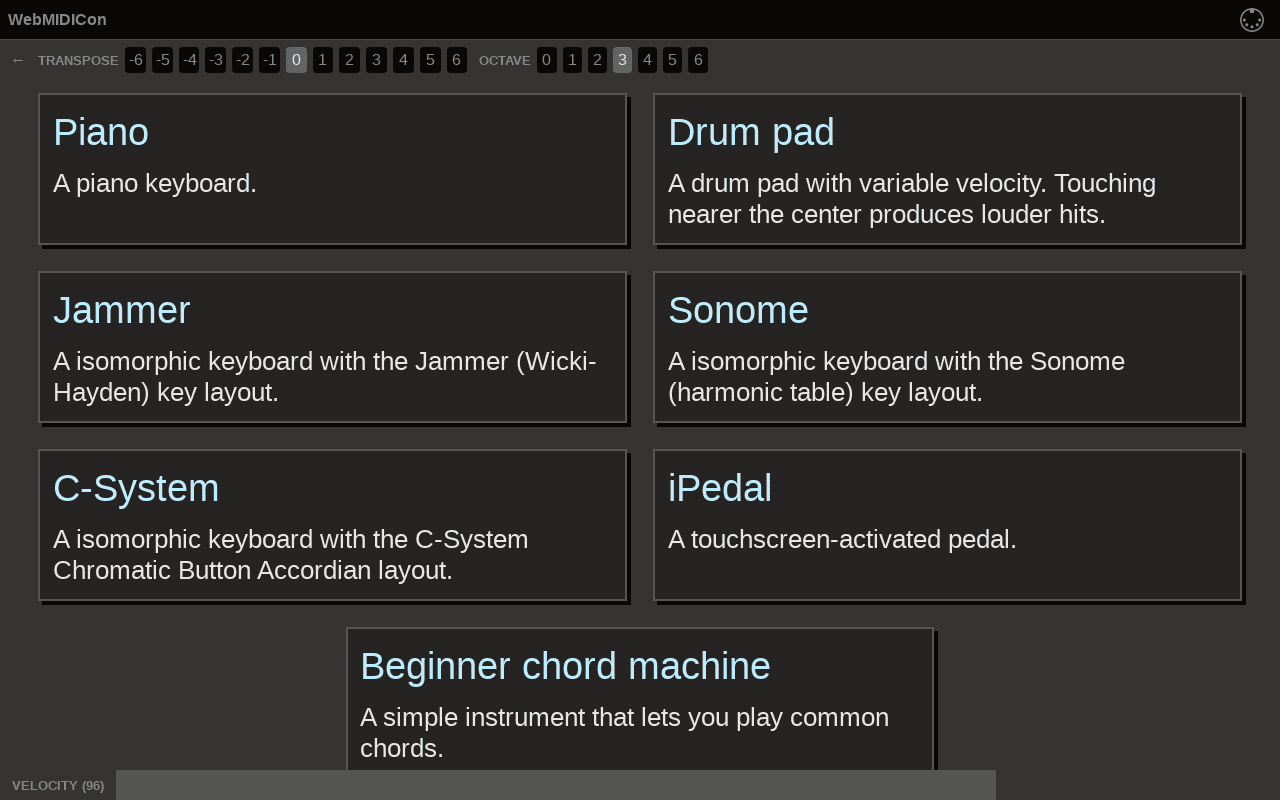 WebMIDICon
← TRANSPOSE -6 -5 -4 -3 -2 -1 0 1 2 3 4 5 6 OCTAVE 0 1 2 3 4 5 6
Piano
A piano keyboard.
Drum pad
A drum pad with variable velocity. Touching
nearer the center produces louder hits.
Jammer
A isomorphic keyboard with the Jammer (Wicki-
Hayden) key layout.
Sonome
A isomorphic keyboard with the Sonome
(harmonic table) key layout.
C-System
A isomorphic keyboard with the C-System
Chromatic Button Accordian layout.
iPedal
A touchscreen-activated pedal.
Beginner chord machine
A simple instrument that lets you play common
chords.
VELOCITY (96)